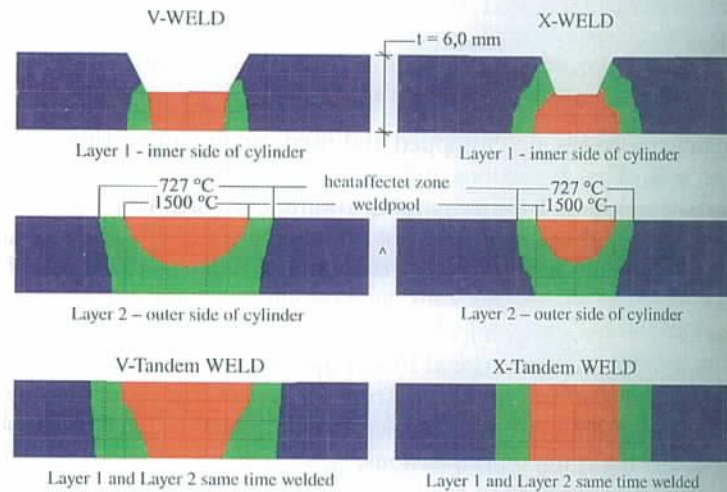 V-WELD
X-WELD
t = 6,0 mm
Layer 1 - inner side of cylinder
Layer 1 - inner side of cylinder
727 °C
heataffectet zone
727 °C
1500 °C
weldpool
1500 °C
Layer 2 – outer side of cylinder
Layer 2 – outer side of cylinder
V-Tandem WELD
X-Tandem WELD
Layer 1 and Layer 2 same time welded
Layer 1 and Layer 2 same time welded